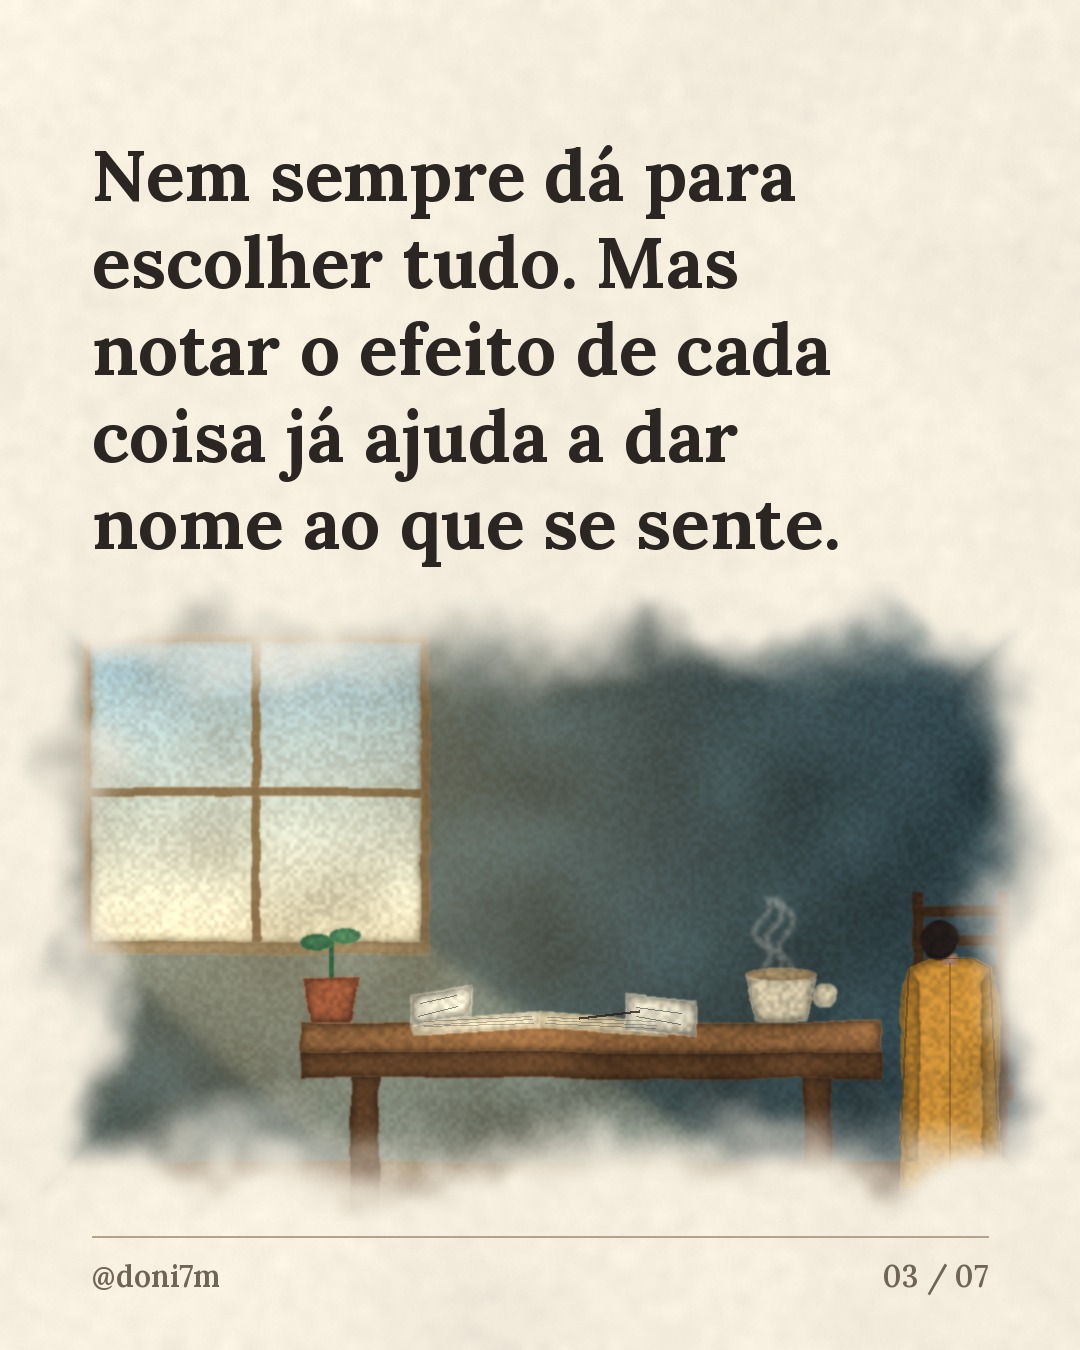 Nem sempre dá para
escolher tudo. Mas
notar o efeito de cada
coisa já ajuda a dar
nome ao que se sente.
@doni7m
03 / 07